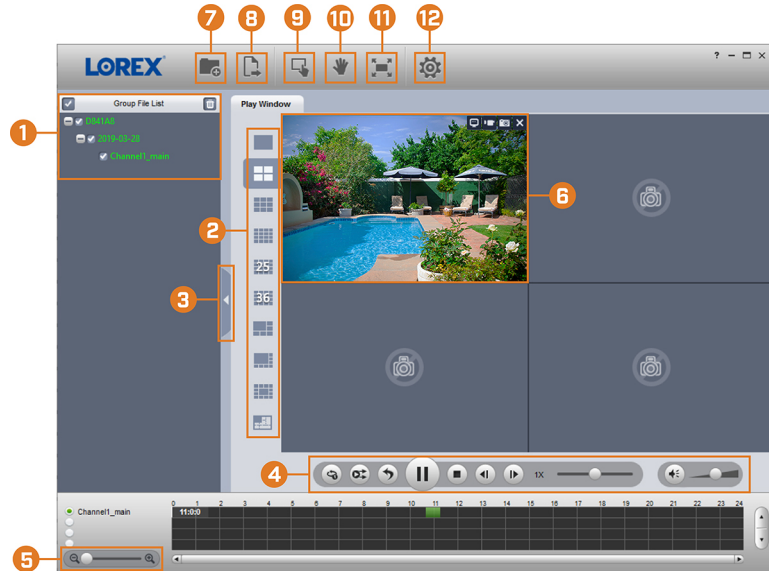 7 8 9 10 11 12
LOREX
? 
1
Group File List
Play Window
D841A8
2019-03-28
Channel1_main
2
25
36
3
6
4
1X
0 1 2 3 4 5 6 7 8 9 10 11 12 13 14 15 16 17 18 19 20 21 22 23 24
Channel1_main
11:0:0
5